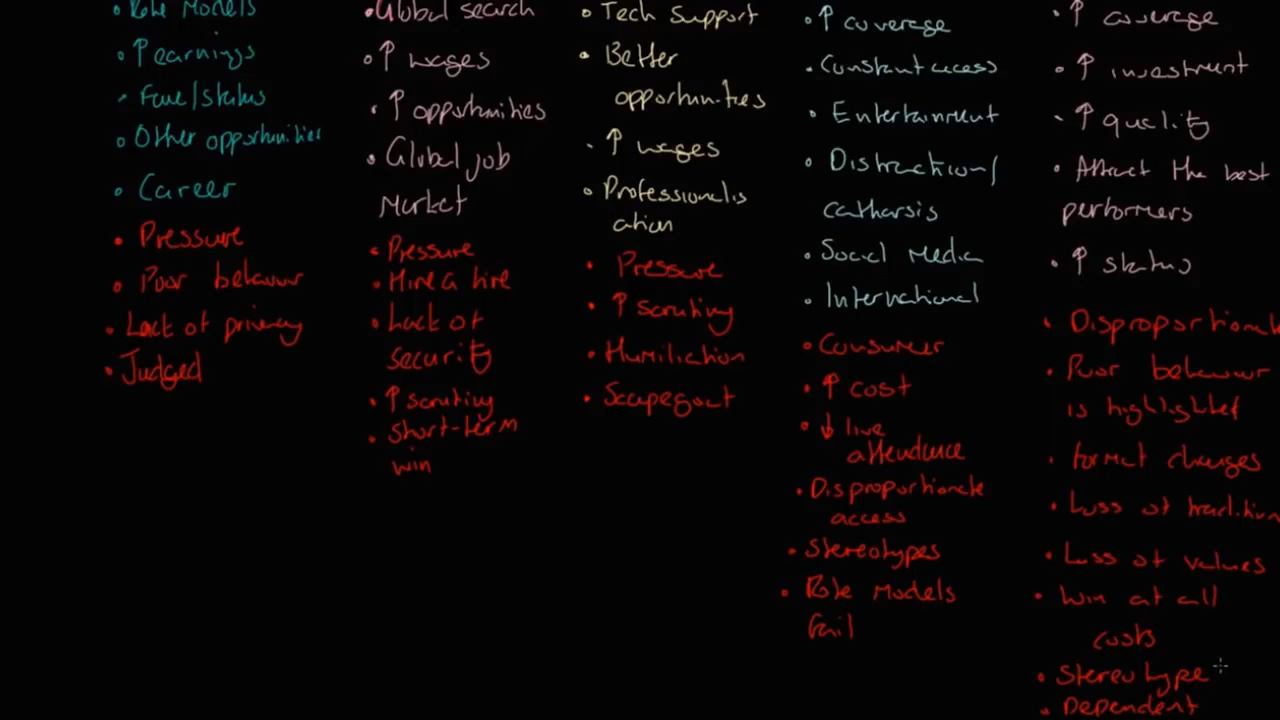 • Role Models
• ↑ earnings
• Fame/status
• Other opportunities
• Career
• Pressure
• Poor behaviour
• Lack of privacy
• Judged
• Global search
• ↑ wages
• ↑ opportunities
• Global job
Market
• Pressure
• Hire & fire
• Lack of
security
• ↑ scrutiny
• Short-term
win
• Tech Support
• Better
opportunities
• ↑ wages
• Professionalis
ation
• Pressure
• ↑ scrutiny
• Humiliation
• Scapegoat
• ↑ coverage
• Constant access
• Entertainment
• Distraction/
catharsis
• Social Media
• International
• Consumer
• ↑ cost
• ↓ live
attendance
• Disproportionate
access
• Stereotypes
• Role Models
fail
• ↑ coverage
• ↑ investment
• ↑ quality
• Attract the best
performers
• ↑ status
• Disproportionate
• Poor behaviour
is highlighted
• format changes
• Loss of tradition
• Loss of values
• Win at all
costs
• Stereotype
• Dependent